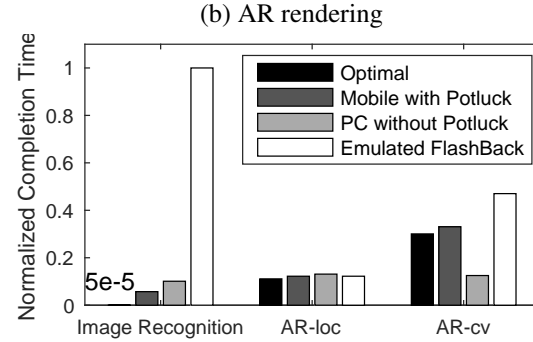 (b) AR rendering
Normalized Completion Time
1
0.8
0.6
0.4
0.2
0
5e-5
Optimal
Mobile with Potluck
PC without Potluck
Emulated FlashBack
Image Recognition
AR-loc
AR-cv